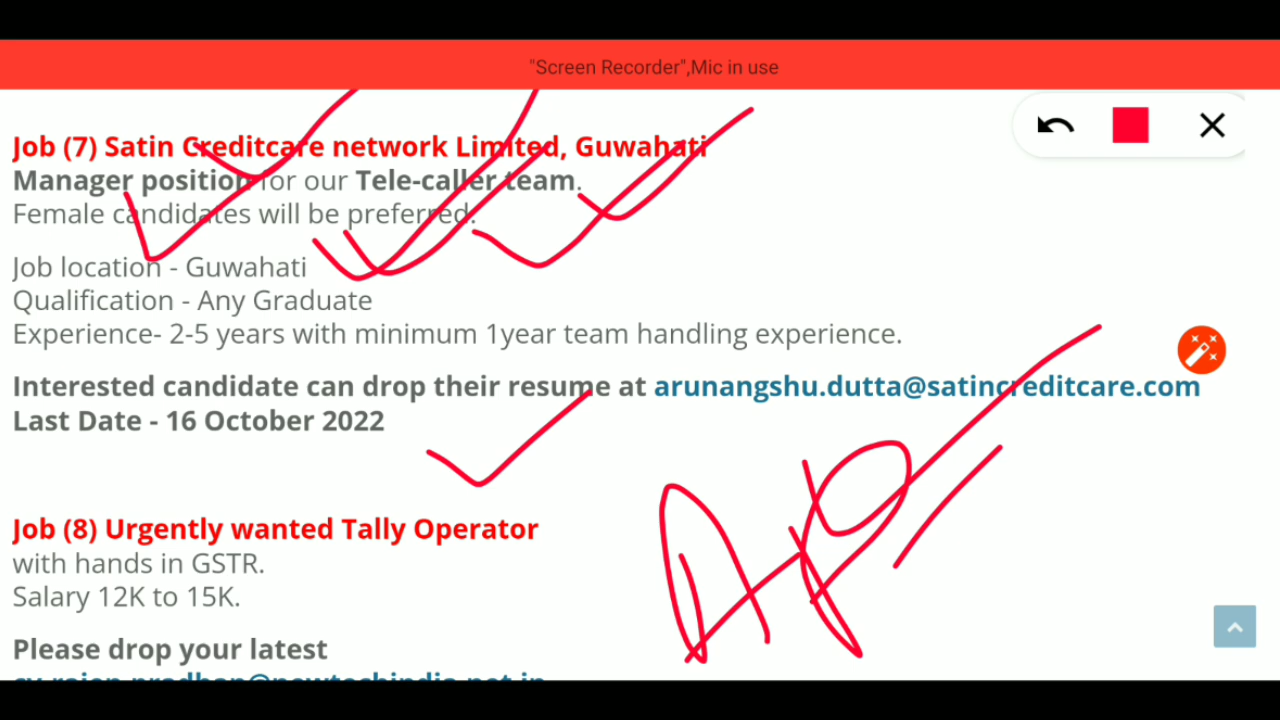 "Screen Recorder",Mic in use
Job (7) Satin Creditcare network Limited, Guwahati
Manager position for our Tele-caller team.
Female candidates will be preferred.
Job location - Guwahati
Qualification - Any Graduate
Experience- 2-5 years with minimum 1year team handling experience.
Interested candidate can drop their resume at arunangshu.dutta@satincreditcare.com
Last Date - 16 October 2022
Job (8) Urgently wanted Tally Operator
with hands in GSTR.
Salary 12K to 15K.
Please drop your latest